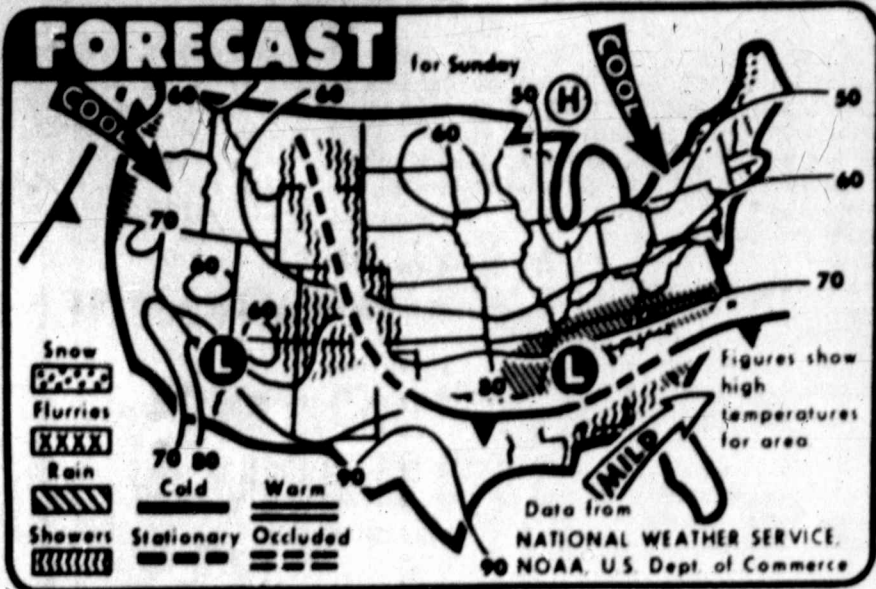 FORECAST
for Sunday
COOL
COOL
60
60
50
H
50
60
60
70
60
70
60
L
L
80
Snow
Flurries
Rain
Showers
70
80
Cold
Warm
Stationary
Occluded
90
MILD
Figures show
high
temperatures
for area
Data from
NATIONAL WEATHER SERVICE,
90
NOAA, U.S. Dept. of Commerce